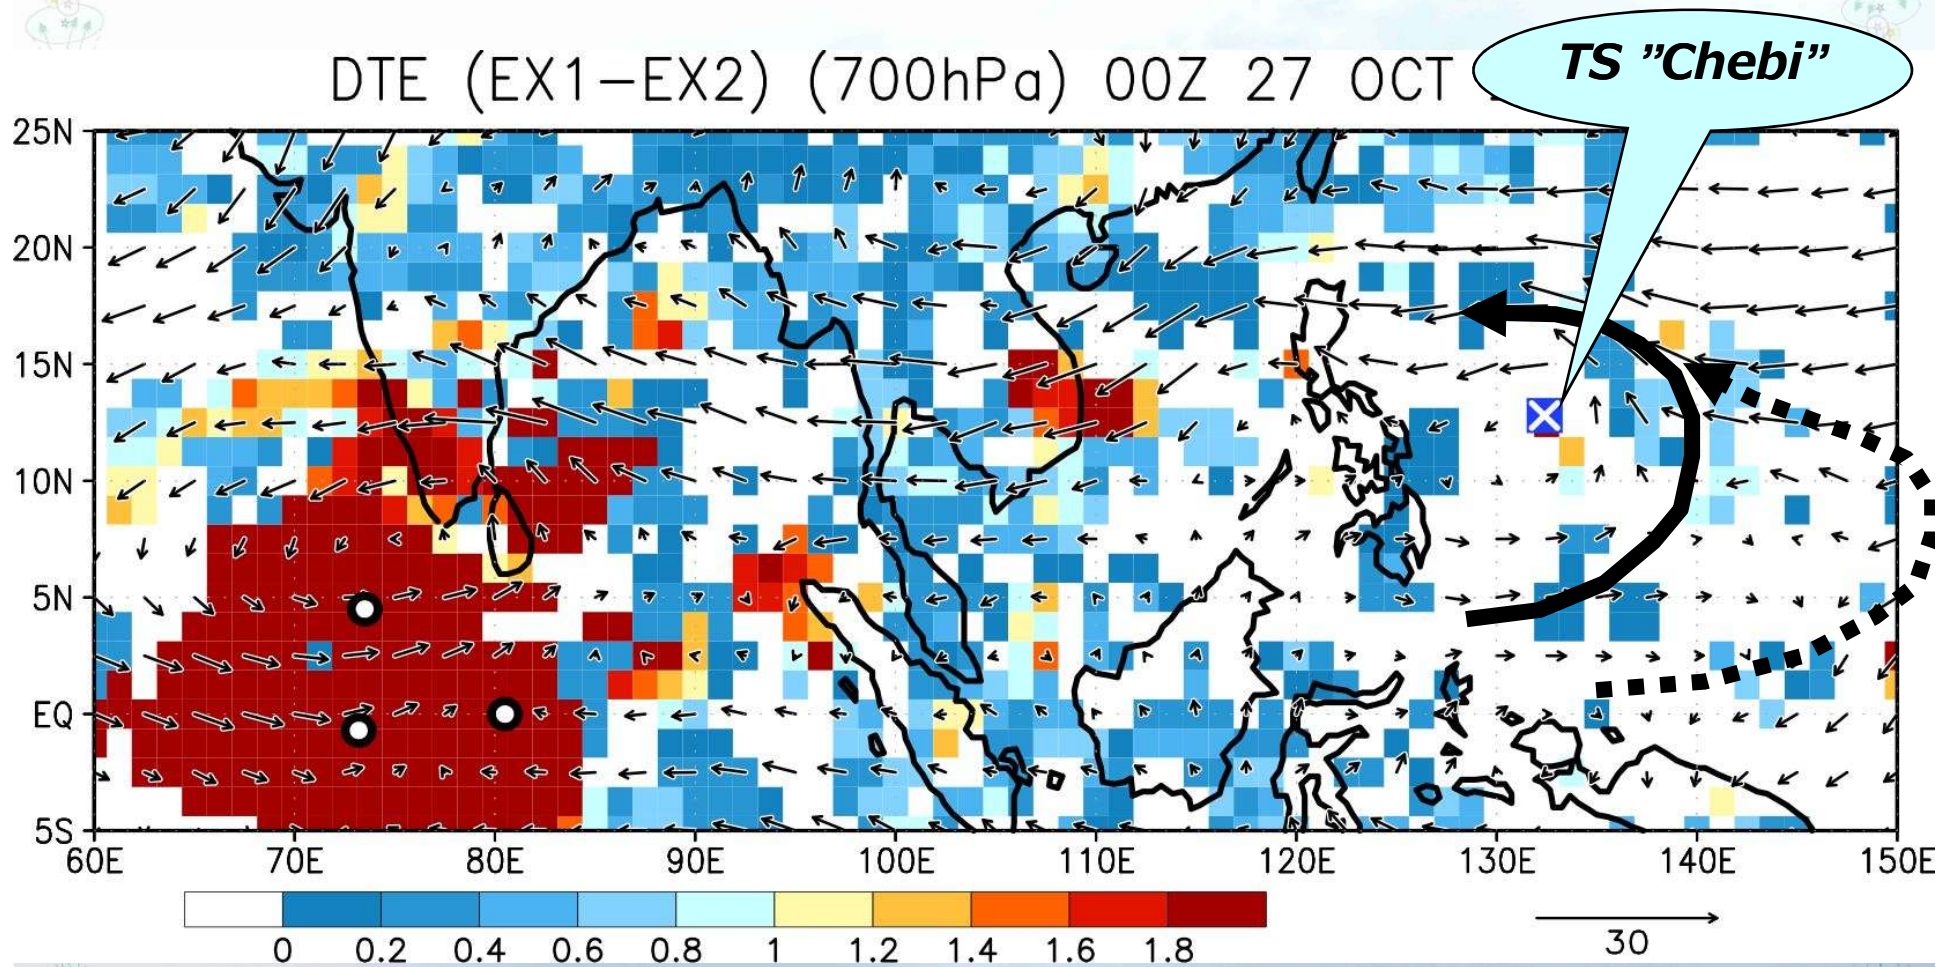 DTE (EX1−EX2) (700hPa) 00Z 27 OCT
TS ”Chebi”
25N
20N
15N
10N
5N
EQ
5S
60E 70E 80E 90E 100E 110E 120E 130E 140E 150E
0 0.2 0.4 0.6 0.8 1 1.2 1.4 1.6 1.8
30